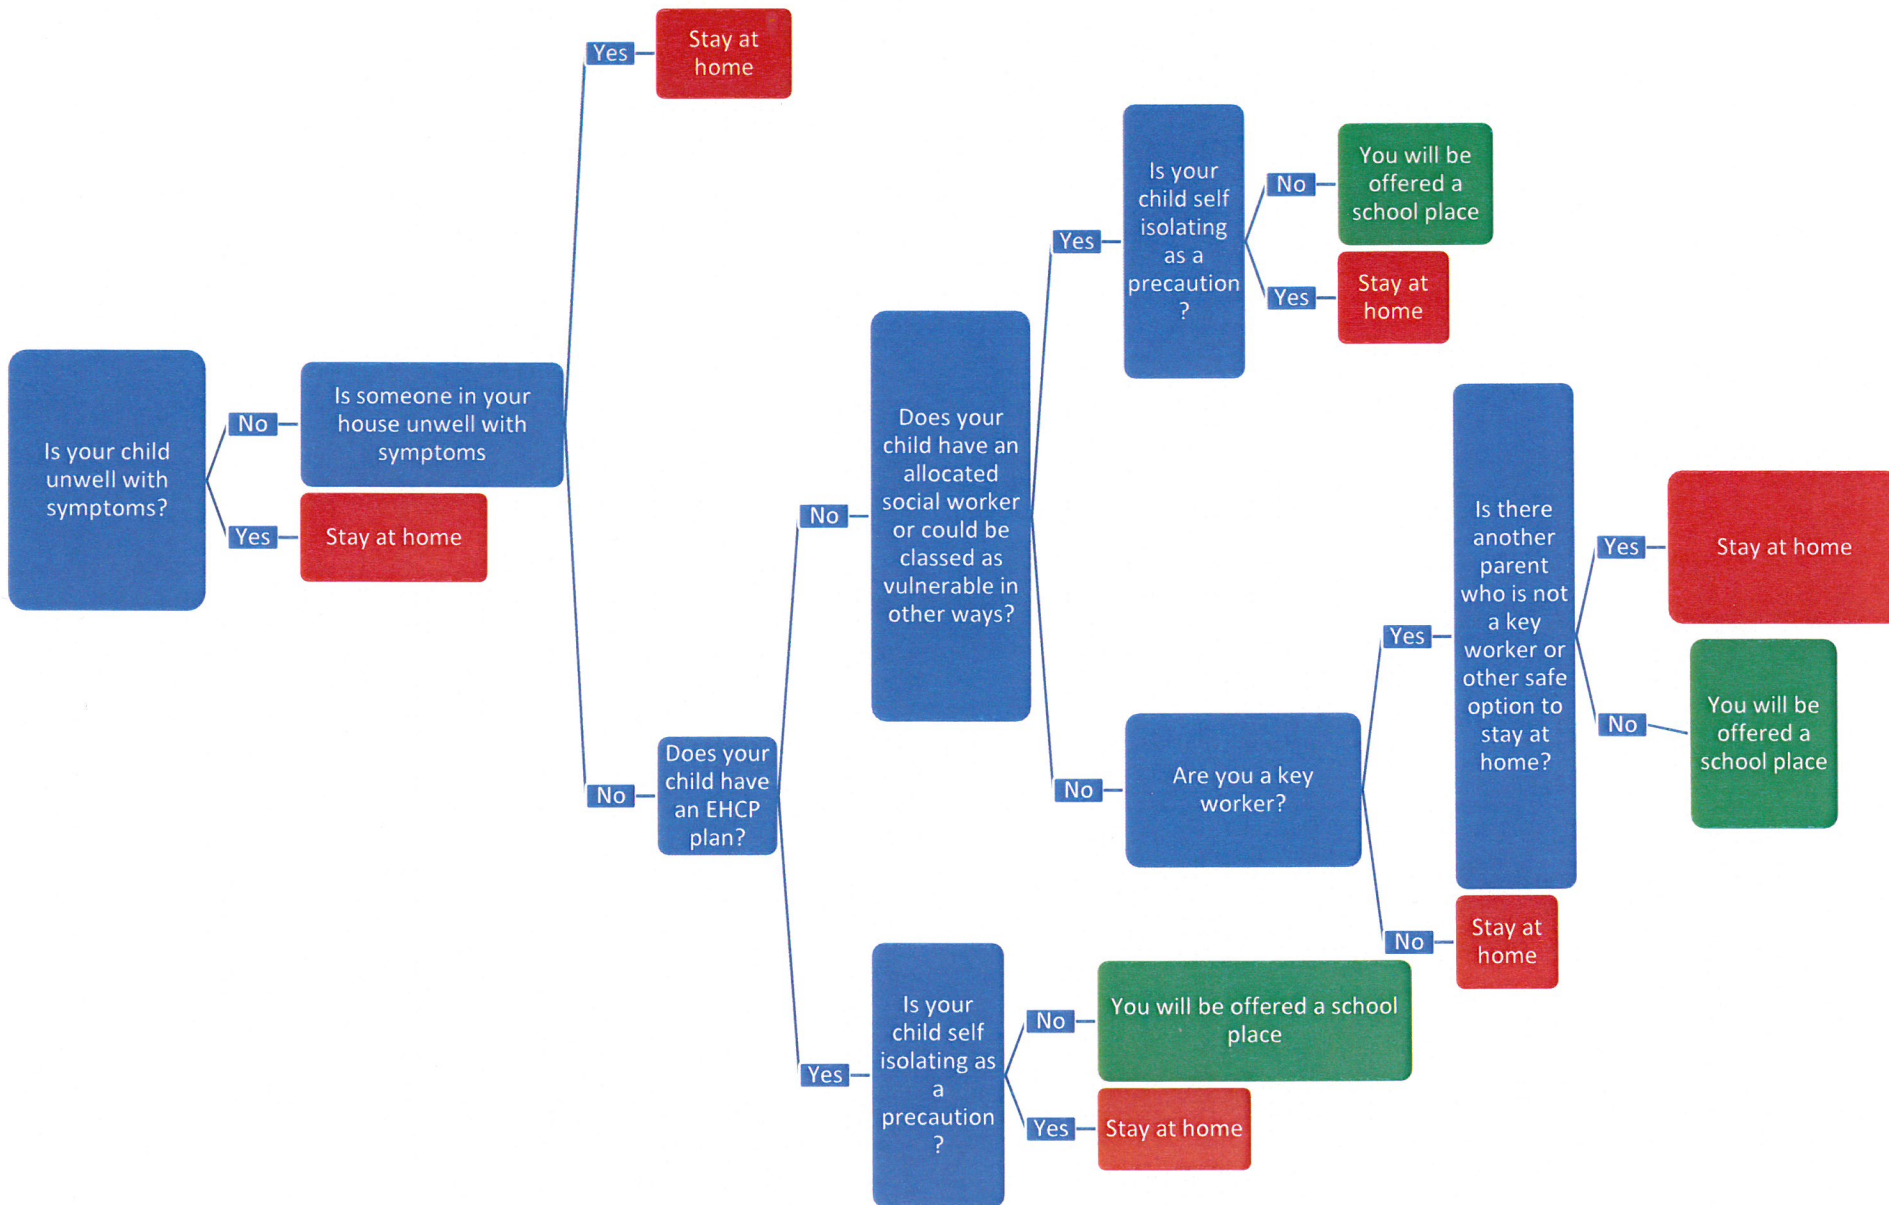 Is your child
unwell with
symptoms?
No
Is someone in your
house unwell with
symptoms
Yes
Stay at home
Yes
Stay at
home
No
Does your
child have
an EHCP
plan?
No
Does your
child have an
allocated
social worker
or could be
classed as
vulnerable in
other ways?
Yes
Is your
child self
isolating
as a
precaution
?
No
You will be
offered a
school place
Yes
Stay at
home
No
Are you a key
worker?
Yes
Is there
another
parent
who is not
a key
worker or
other safe
option to
stay at
home?
Yes
Stay at home
No
You will be
offered a
school place
No
Stay at
home
Yes
Is your
child self
isolating as
a
precaution
?
No
You will be offered a school
place
Yes
Stay at home